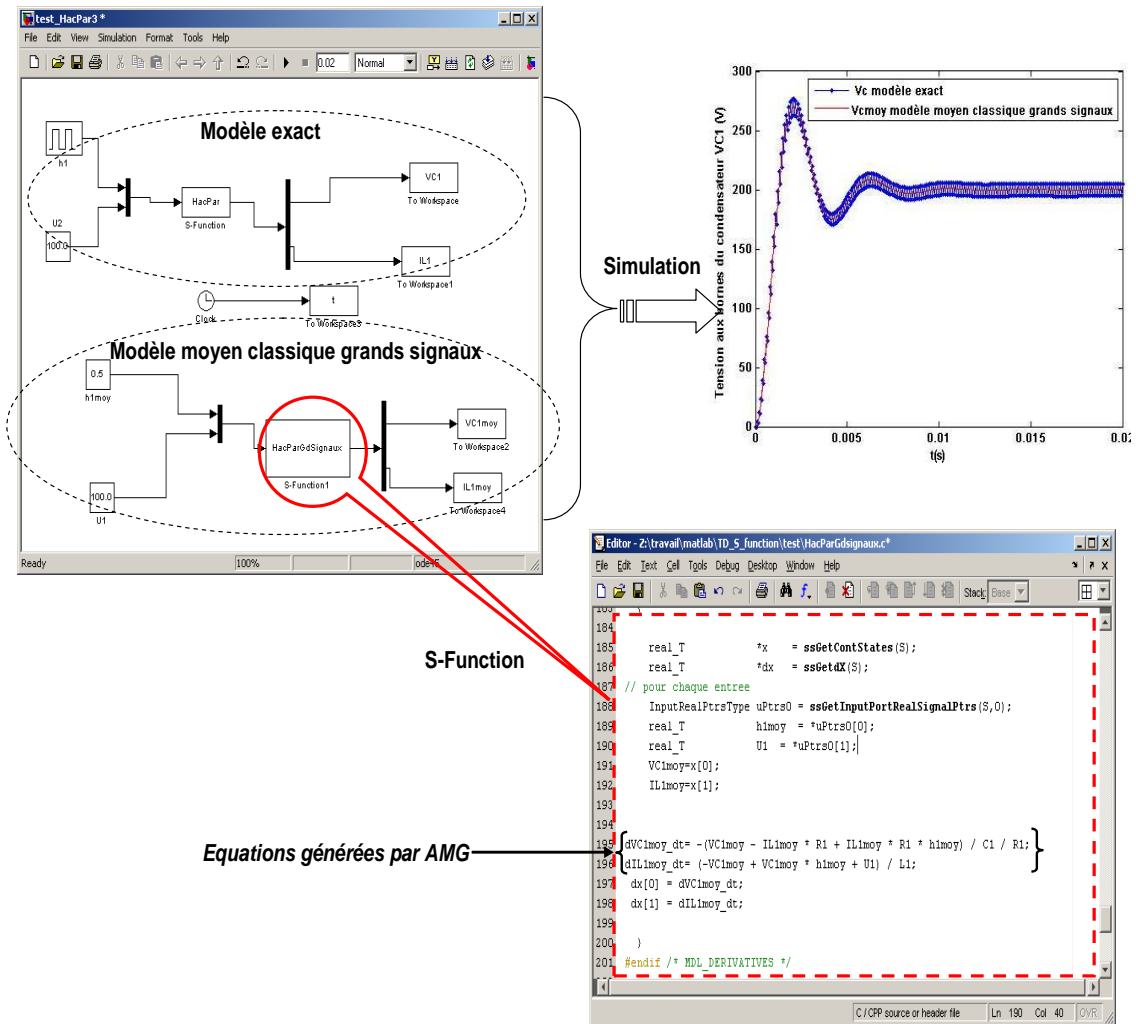 test_HacPar3 *
File Edit View Simulation Format Tools Help
0.02 Normal
Modèle exact
h1
U2
100.0
HacPar
S-Function
VC1
To Workspace
IL1
To Workspace1
Clock
t
To Workspace3
Modèle moyen classique grands signaux
0.5
h1moy
100.0
U1
HacParGdSignaux
S-Function1
VC1moy
To Workspace2
IL1moy
To Workspace4
Ready 100% ode45
Simulation
Vc modèle exact
Vcmoy modèle moyen classique grands signaux
Tension aux bornes du condensateur VC1 (V)
300
250
200
150
100
50
0
0 0.005 0.01 0.015 0.02
t(s)
S-Function
Equations générées par AMG
Editor - Z:\travail\matlab\TD_S_function\test\HacParGdsignaux.c*
File Edit Text Cell Tools Debug Desktop Window Help
Stack: Base
183 }
184
185 real_T *x = ssGetContStates(S);
186 real_T *dx = ssGetdX(S);
187 // pour chaque entree
188 InputRealPtrsType uPtrs0 = ssGetInputPortRealSignalPtrs(S,0);
189 real_T h1moy = *uPtrs0[0];
190 real_T U1 = *uPtrs0[1];
191 VC1moy=x[0];
192 IL1moy=x[1];
193
194
195 dVC1moy_dt= -(VC1moy - IL1moy * R1 + IL1moy * R1 * h1moy) / C1 / R1;
196 dIL1moy_dt= (-VC1moy + VC1moy * h1moy + U1) / L1;
197 dx[0] = dVC1moy_dt;
198 dx[1] = dIL1moy_dt;
199
200 }
201 #endif /* MDL_DERIVATIVES */
C / CPP source or header file Ln 190 Col 40 OVR